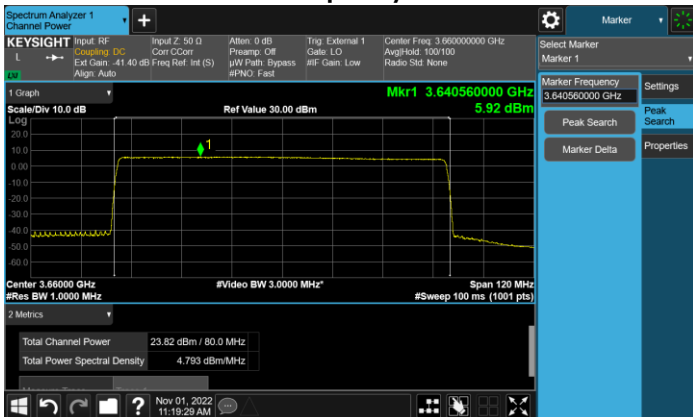 Spectrum Analyzer 1
Channel Power
Marker
KEYSIGHT
L
Input: RF
Coupling: DC
Ext Gain: -41.40 dB
Align: Auto
Input Z: 50 Ω
Corr CCorr
Freq Ref: Int (S)
Atten: 0 dB
Preamp: Off
µW Path: Bypass
#PNO: Fast
Trig: External 1
Gate: LO
#IF Gain: Low
Center Freq: 3.660000000 GHz
Avg|Hold: 100/100
Radio Std: None
Select Marker
Marker 1
1 Graph
Mkr1 3.640560000 GHz
Scale/Div 10.0 dB
Ref Value 30.00 dBm
5.92 dBm
Log
20.0
10.0
0.00
-10.0
-20.0
-30.0
-40.0
-50.0
-60.0
1
Center 3.66000 GHz
#Video BW 3.0000 MHz*
Span 120 MHz
#Res BW 1.0000 MHz
#Sweep 100 ms (1001 pts)
Marker Frequency
3.640560000 GHz
Settings
Peak Search
Peak
Search
Marker Delta
Properties
2 Metrics
Total Channel Power 23.82 dBm / 80.0 MHz
Total Power Spectral Density 4.793 dBm/MHz
?
Nov 01, 2022
11:19:29 AM